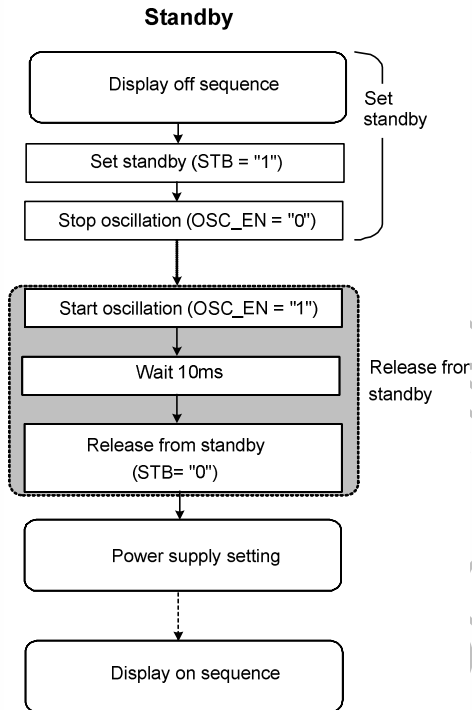 Standby
Display off sequence
Set
standby
Set standby (STB = "1")
Stop oscillation (OSC_EN = "0")
Start oscillation (OSC_EN = "1")
Wait 10ms
Release from
standby
Release from standby
(STB= "0")
Power supply setting
Display on sequence